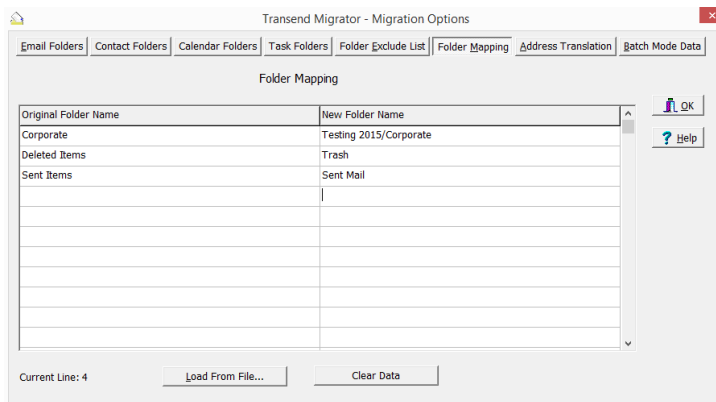 Transend Migrator - Migration Options
Email Folders Contact Folders Calendar Folders Task Folders Folder Exclude List Folder Mapping Address Translation Batch Mode Data
Folder Mapping
Original Folder Name New Folder Name
Corporate Testing 2015/Corporate
Deleted Items Trash
Sent Items Sent Mail
OK
? Help
Current Line: 4 Load From File... Clear Data